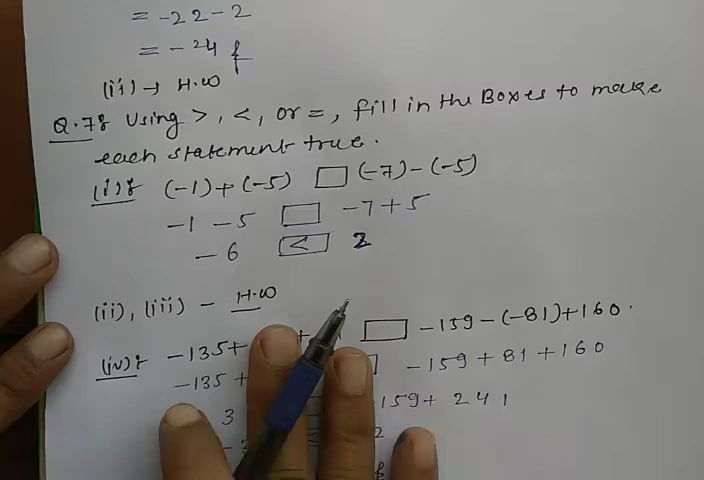 = -22-2
= -24
(ii) → H.W
Q.7: Using >, <, or =, fill in the Boxes to make
each statement true.
(i): (-1)+(-5) □ (-7)-(-5)
-1 -5 □ -7+5
-6 < 2
(ii), (iii) - H.W
(iv): -135+ □ -159-(-81)+160.
-135+ -159+81+160
3 159+ 241
2